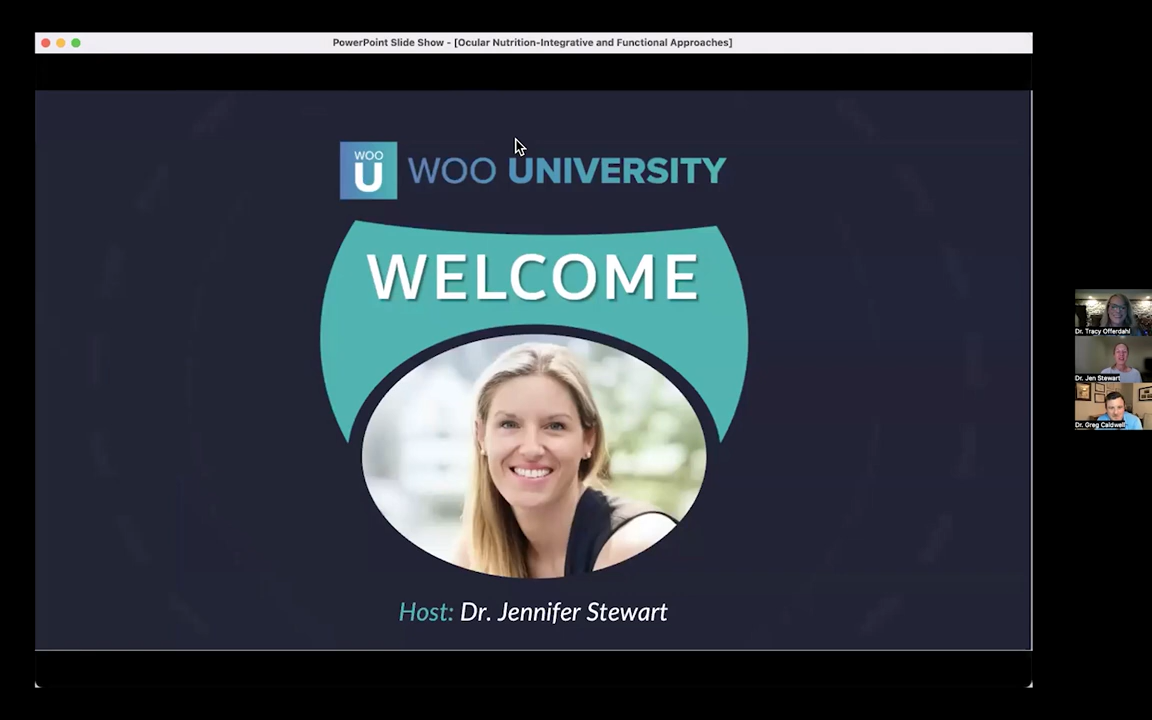 PowerPoint Slide Show - [Ocular Nutrition-Integrative and Functional Approaches]
WOO
U
WOO UNIVERSITY
WELCOME
Host: Dr. Jennifer Stewart
Dr. Tracy Offerdahl
Dr. Jen Stewart
Dr. Greg Caldwell